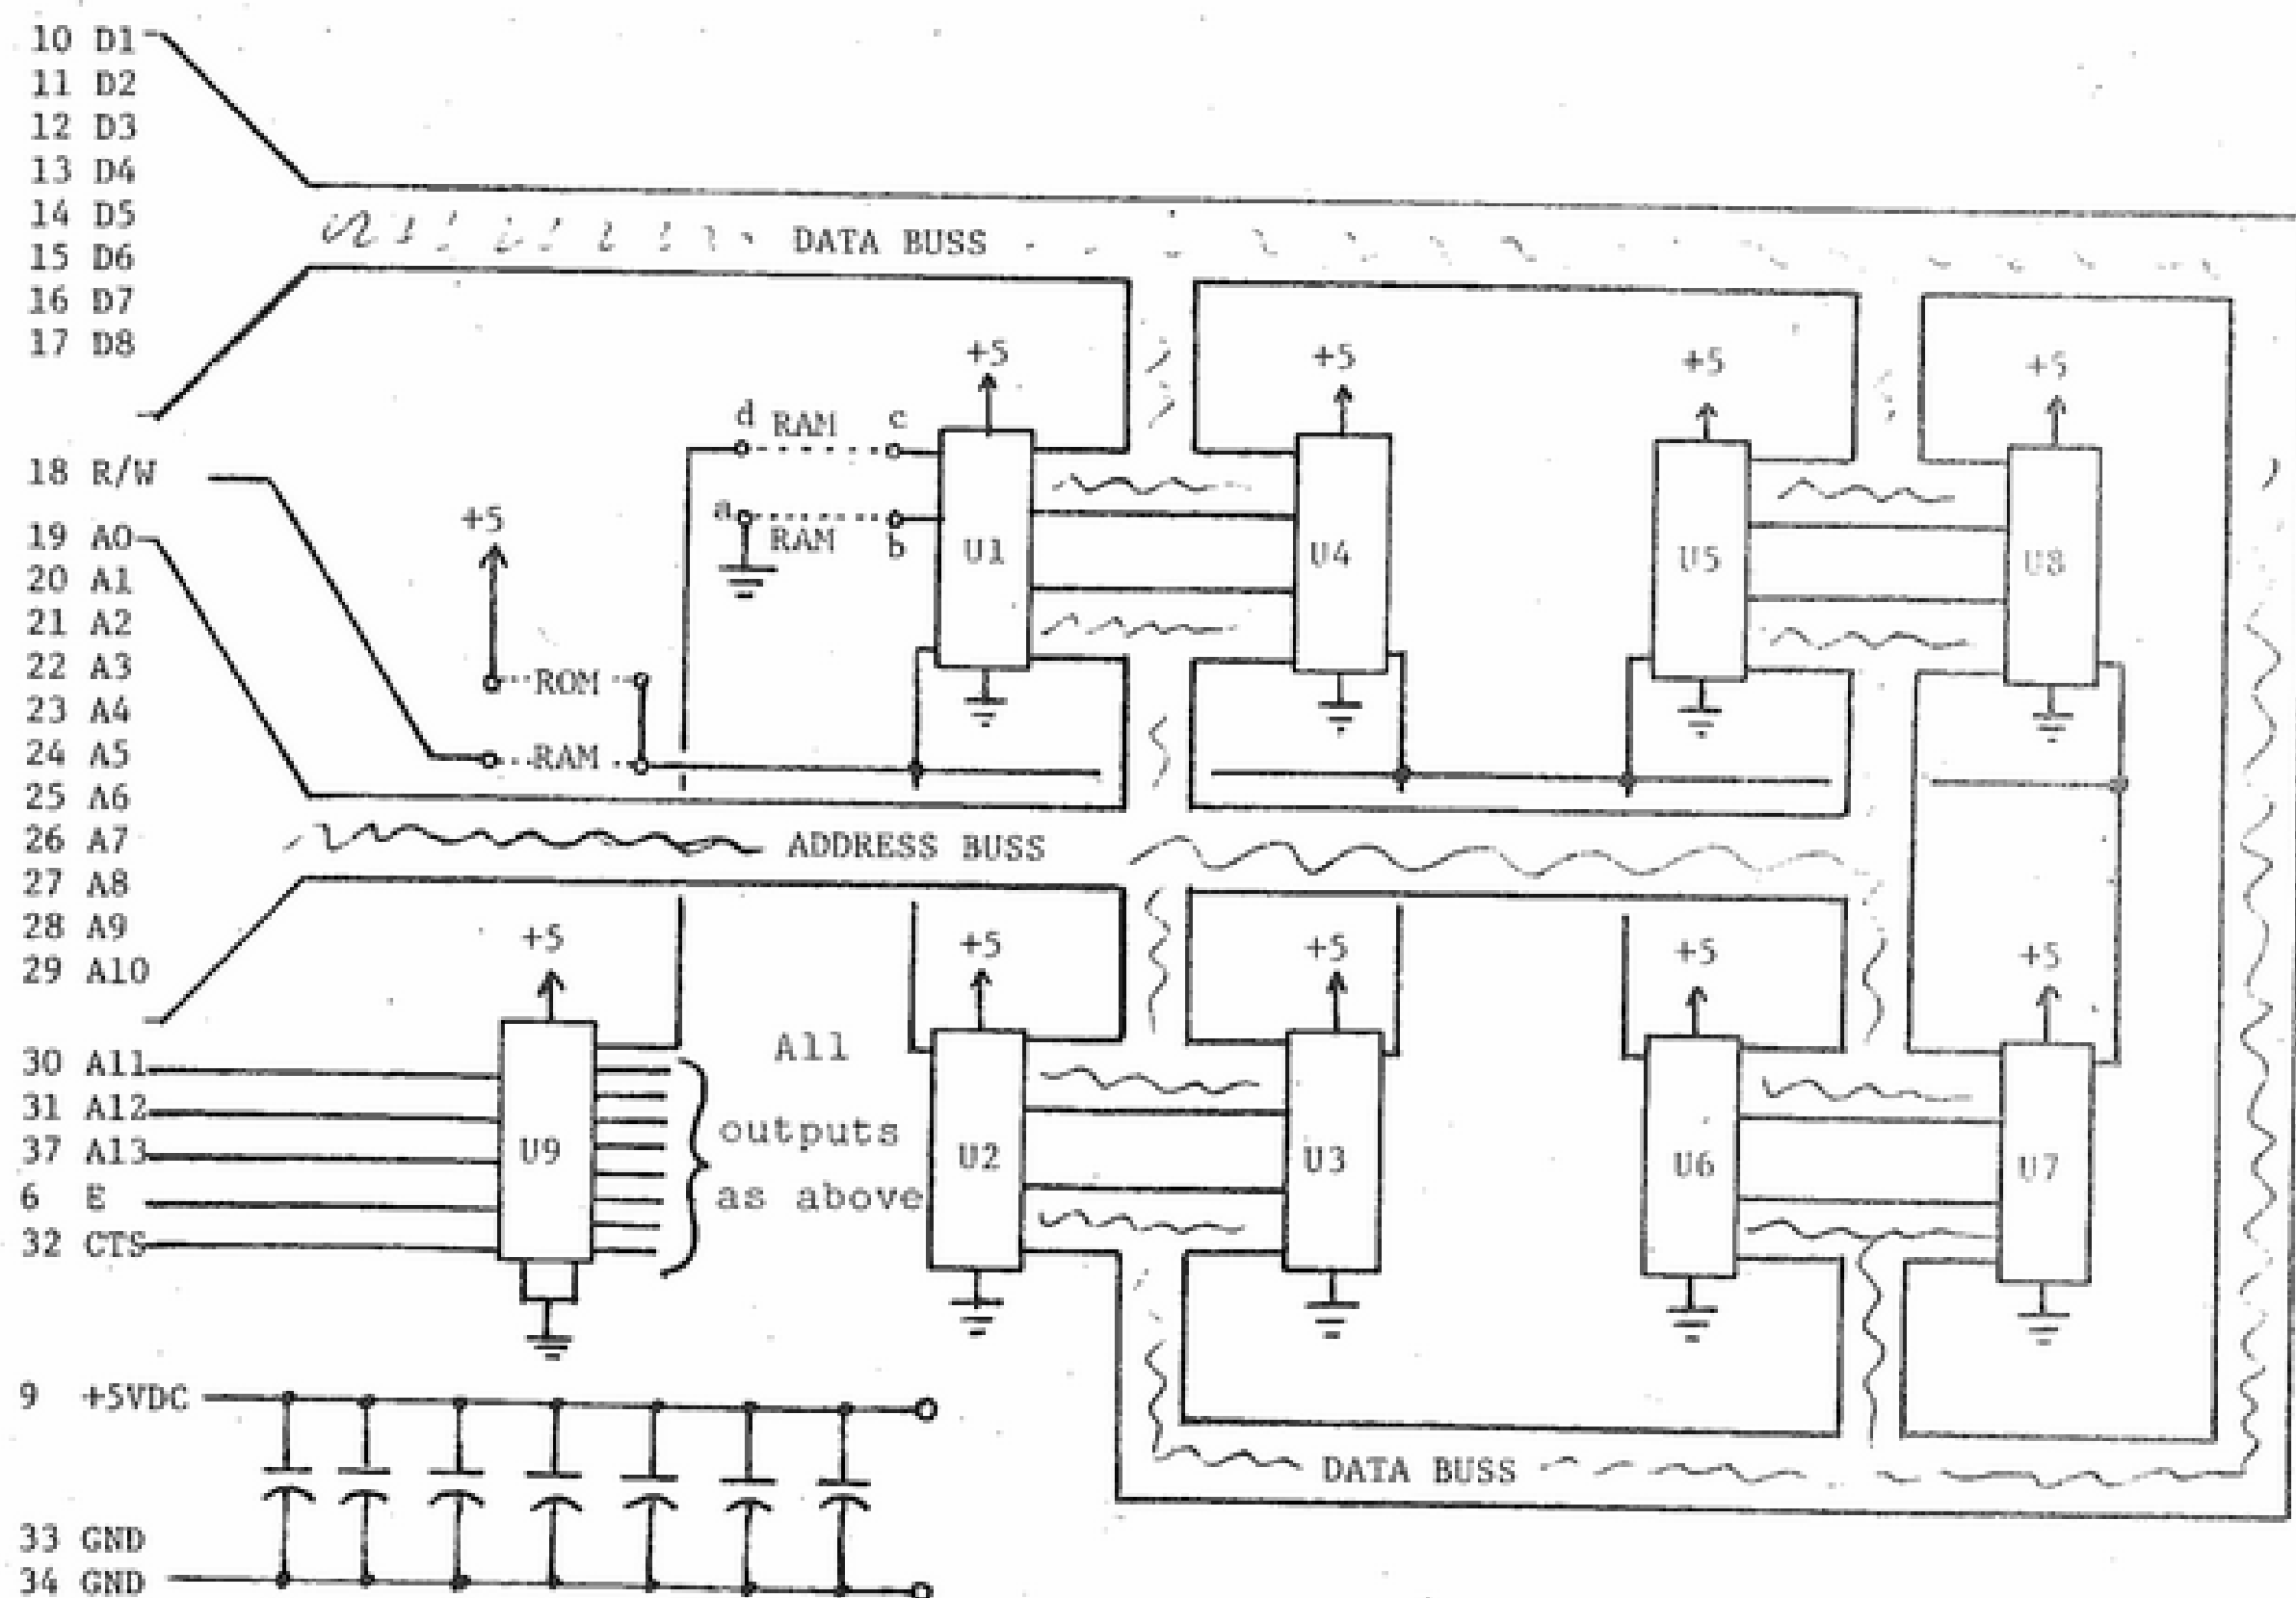 10 D1
11 D2
12 D3
13 D4
14 D5
15 D6
16 D7
17 D8
DATA BUSS
18 R/W
19 A0
20 A1
21 A2
22 A3
23 A4
24 A5
25 A6
26 A7
27 A8
28 A9
29 A10
30 A11
31 A12
37 A13
6 E
32 CTS
9 +5VDC
33 GND
34 GND
+5
+5
+5
+5
d RAM c
a RAM b
+5
ROM
RAM
U1
U4
U5
U8
ADDRESS BUSS
+5
+5
+5
+5
+5
U9
All
outputs
as above
U2
U3
U6
U7
DATA BUSS